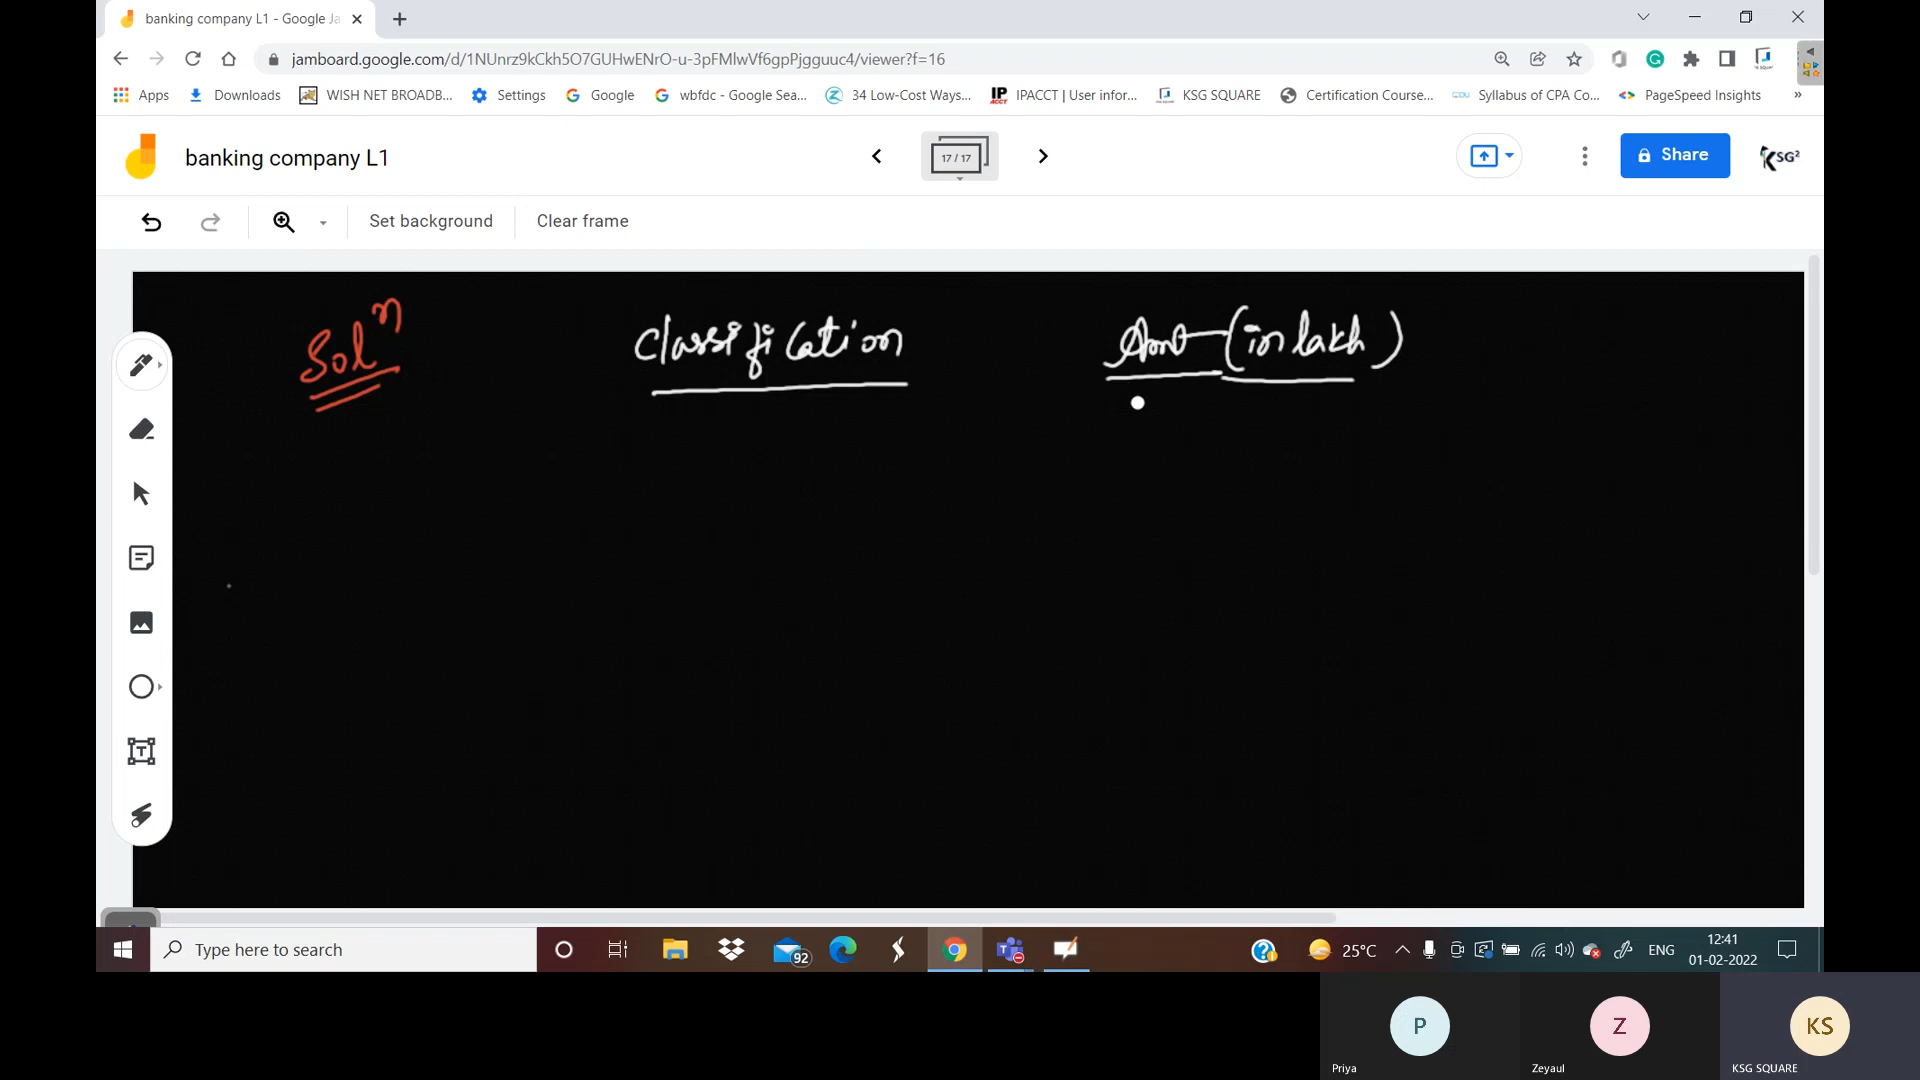 banking company L1 - Google Ja
jamboard.google.com/d/1NUnrz9kCkh5O7GUHwENrO-u-3pFMlwVf6gpPjgguuc4/viewer?f=16
Apps Downloads WISH NET BROADB... Settings Google wbfdc - Google Sea... 34 Low-Cost Ways... IP ACCT IPACCT | User infor... KSG SQUARE Certification Course... Syllabus of CPA Co... PageSpeed Insights »
banking company L1 17 / 17 Share KSG²
Set background Clear frame
Solⁿ Classification Amt (in lakh)
Type here to search 92 25°C ENG 12:41
01-02-2022
P Z KS
Priya Zeyaul KSG SQUARE